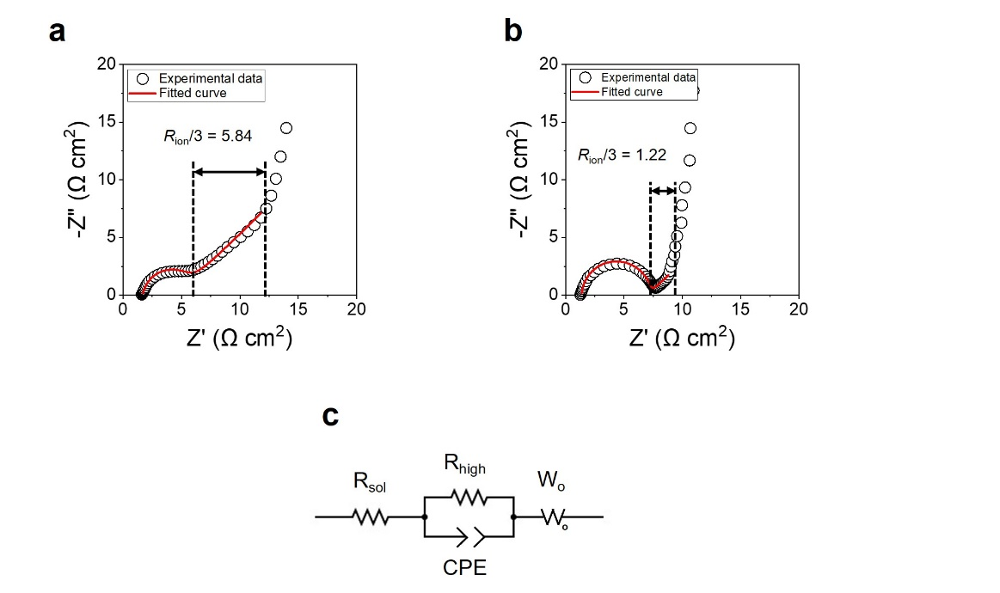 a
20
15
10
5
0
Experimental data
Fitted curve
Rion/3 = 5.84
-Z" (Ω cm2)
0 5 10 15 20
Z' (Ω cm2)
b
20
15
10
5
0
Experimental data
Fitted curve
Rion/3 = 1.22
-Z" (Ω cm2)
0 5 10 15 20
Z' (Ω cm2)
c
Rsol
Rhigh
Wo
W
o
CPE